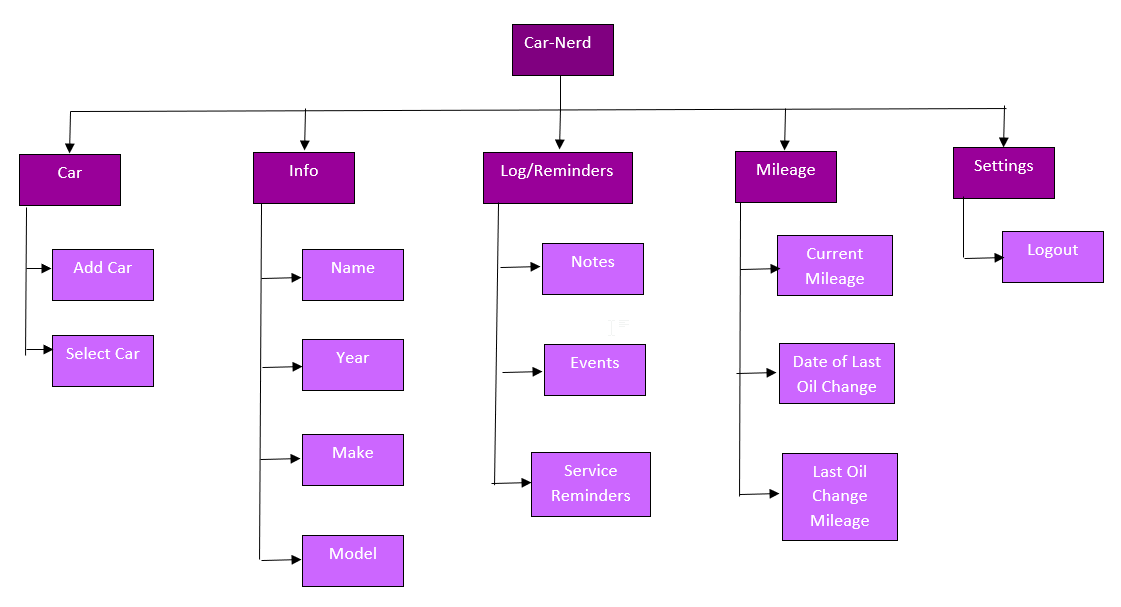 Car-Nerd
Car
Info
Log/Reminders
Mileage
Settings
Add Car
Select Car
Name
Year
Make
Model
Notes
Events
Service
Reminders
Current
Mileage
Date of Last
Oil Change
Last Oil
Change
Mileage
Logout